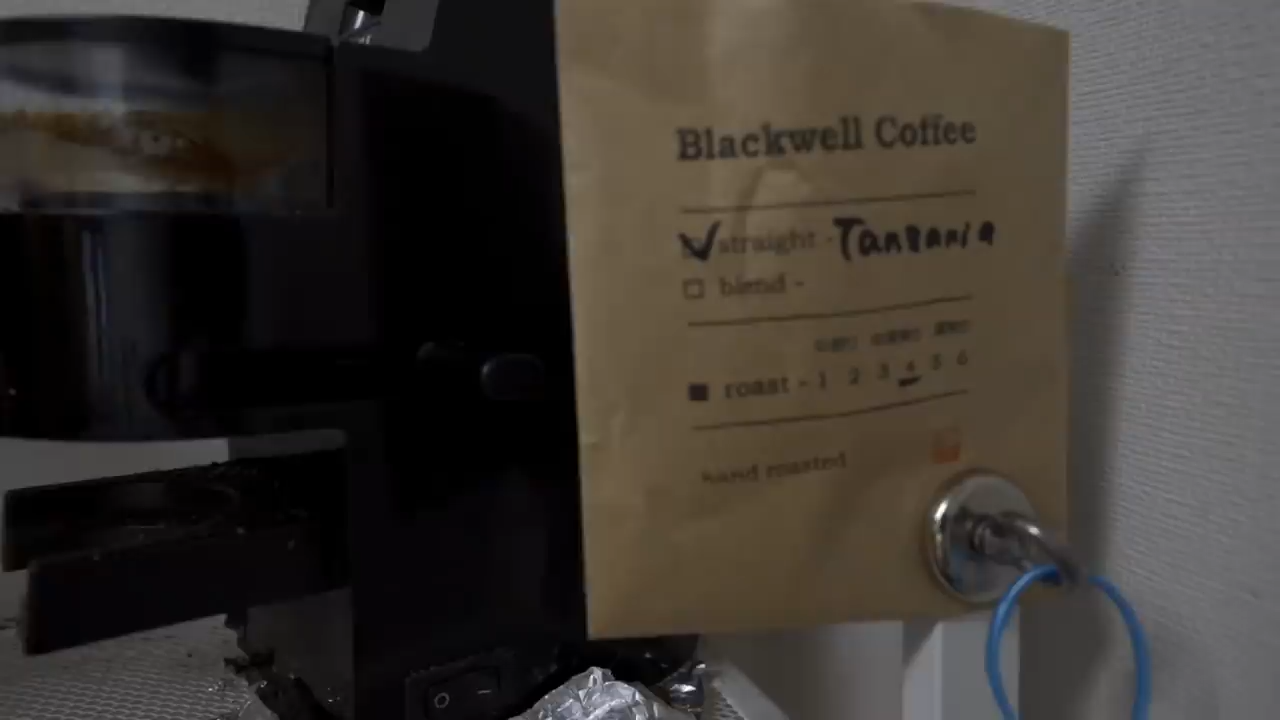 Blackwell Coffee
straight - Tanzania
blend -
roast - 1 2 3 4 5 6
hand roasted